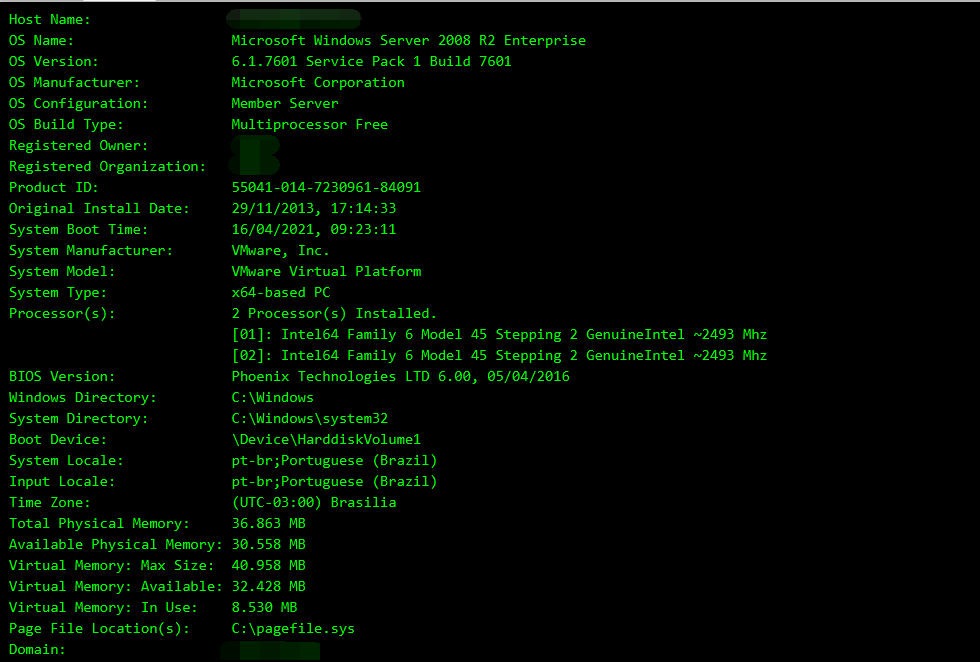 Host Name:
OS Name: Microsoft Windows Server 2008 R2 Enterprise
OS Version: 6.1.7601 Service Pack 1 Build 7601
OS Manufacturer: Microsoft Corporation
OS Configuration: Member Server
OS Build Type: Multiprocessor Free
Registered Owner:
Registered Organization:
Product ID: 55041-014-7230961-84091
Original Install Date: 29/11/2013, 17:14:33
System Boot Time: 16/04/2021, 09:23:11
System Manufacturer: VMware, Inc.
System Model: VMware Virtual Platform
System Type: x64-based PC
Processor(s): 2 Processor(s) Installed.
[01]: Intel64 Family 6 Model 45 Stepping 2 GenuineIntel ~2493 Mhz
[02]: Intel64 Family 6 Model 45 Stepping 2 GenuineIntel ~2493 Mhz
BIOS Version: Phoenix Technologies LTD 6.00, 05/04/2016
Windows Directory: C:\Windows
System Directory: C:\Windows\system32
Boot Device: \Device\HarddiskVolume1
System Locale: pt-br;Portuguese (Brazil)
Input Locale: pt-br;Portuguese (Brazil)
Time Zone: (UTC-03:00) Brasilia
Total Physical Memory: 36.863 MB
Available Physical Memory: 30.558 MB
Virtual Memory: Max Size: 40.958 MB
Virtual Memory: Available: 32.428 MB
Virtual Memory: In Use: 8.530 MB
Page File Location(s): C:\pagefile.sys
Domain: